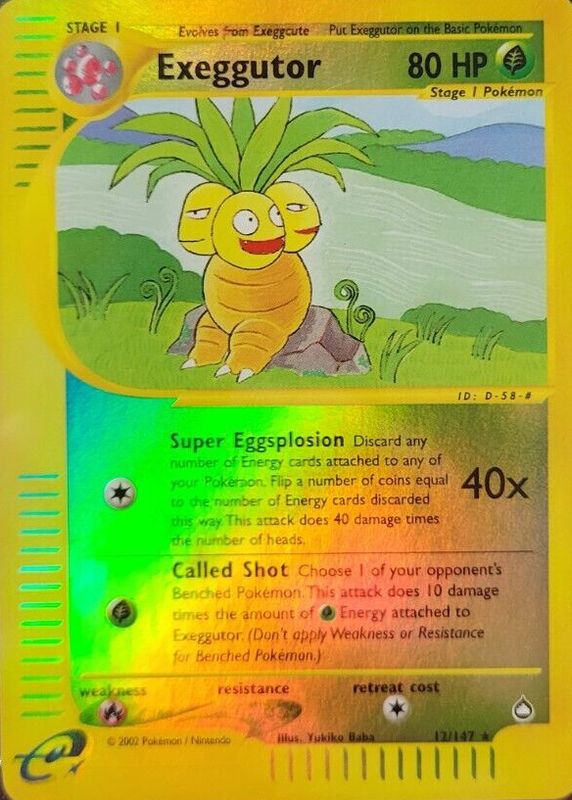 STAGE 1 Evolves from Exeggcute Put Exeggutor on the Basic Pokémon
Exeggutor 80 HP
Stage 1 Pokémon
ID: D-58-#
Super Eggsplosion Discard any
number of Energy cards attached to any of
your Pokémon. Flip a number of coins equal
to the number of Energy cards discarded
this way. This attack does 40 damage times
the number of heads.
40x
Called Shot Choose 1 of your opponent's
Benched Pokémon. This attack does 10 damage
times the amount of Energy attached to
Exeggutor. (Don't apply Weakness or Resistance
for Benched Pokémon.)
weakness resistance retreat cost
© 2002 Pokémon / Nintendo Illus. Yukiko Baba 12/147 ★
e